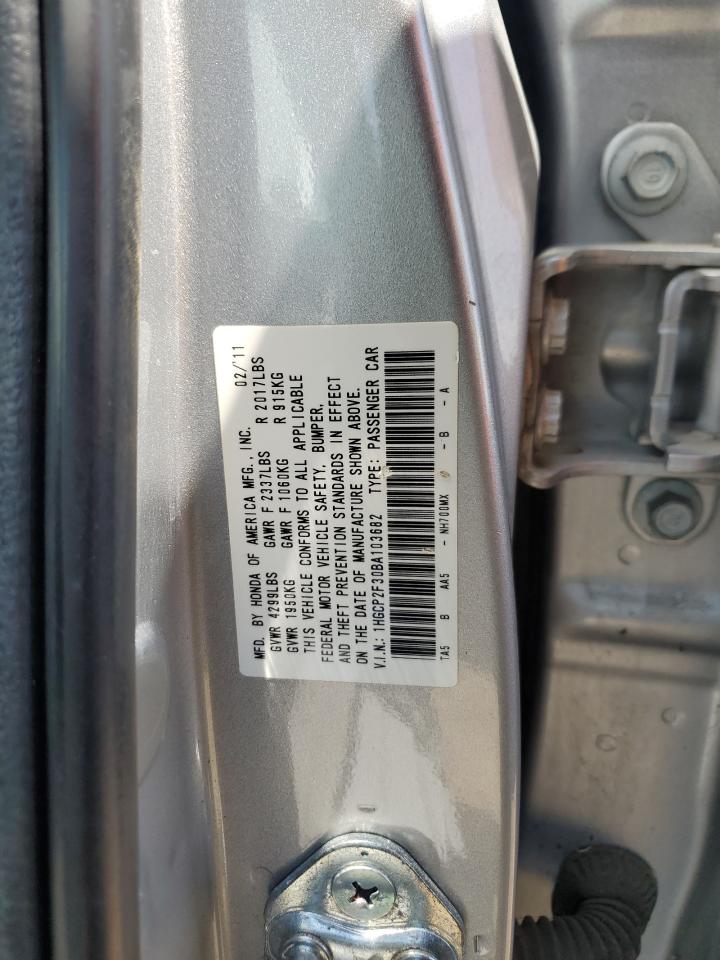 MFD. BY HONDA OF AMERICA MFG., INC. 02/'11
GVWR 4299LBS GAWR F 2337LBS R 2017LBS
GVWR 1950KG GAWR F 1060KG R 915KG
THIS VEHICLE CONFORMS TO ALL APPLICABLE
FEDERAL MOTOR VEHICLE SAFETY, BUMPER,
AND THEFT PREVENTION STANDARDS IN EFFECT
ON THE DATE OF MANUFACTURE SHOWN ABOVE.
V.I.N.: 1HGCP2F30BA103682 TYPE: PASSENGER CAR
TA5 B AA5 - NH700MX - B - A